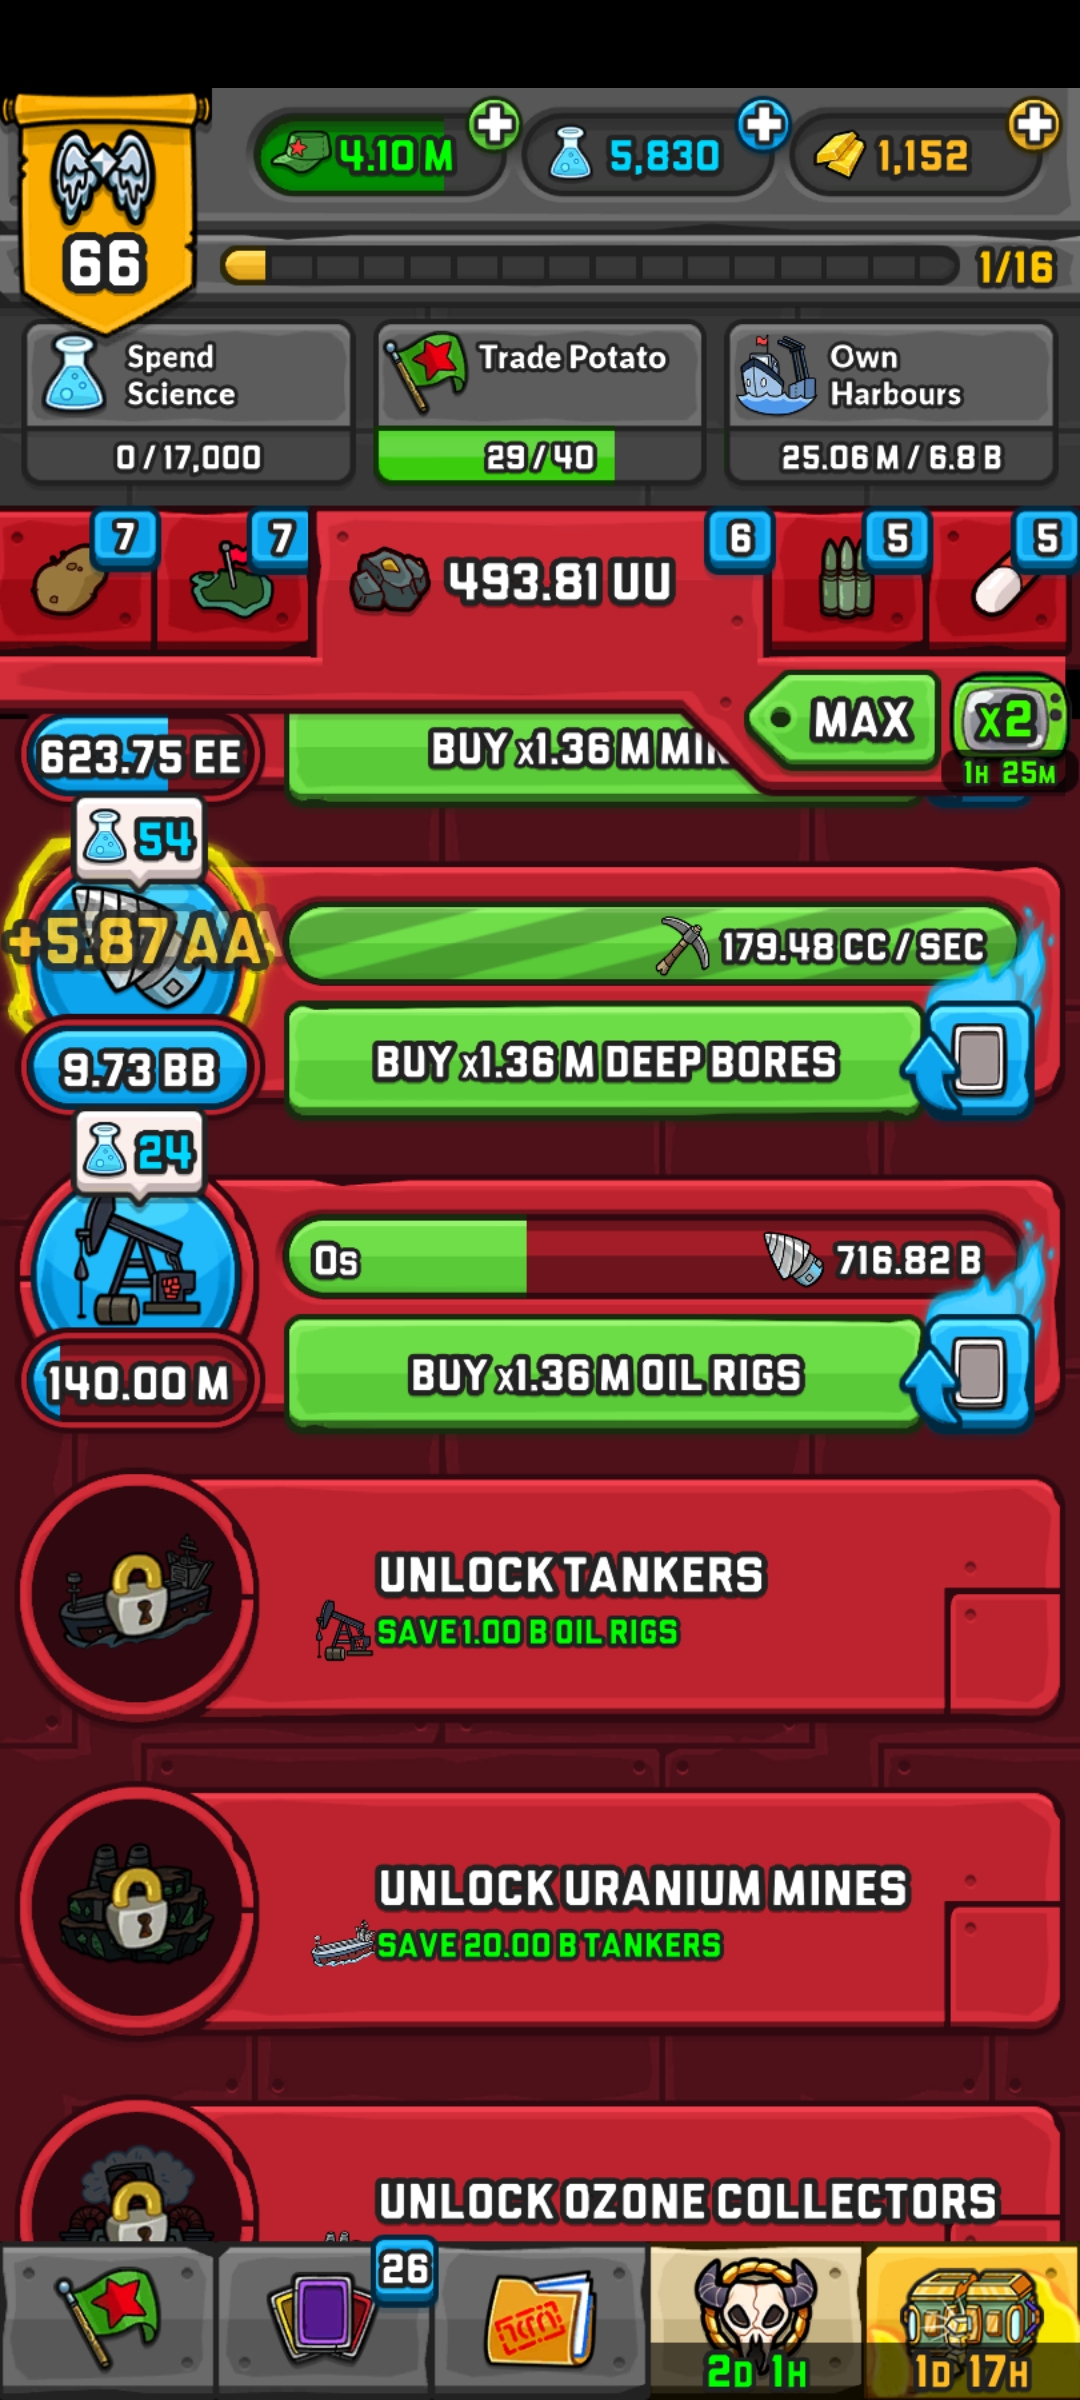 4.10 M
5,830
1,152
66
1/16
Spend
Science
0 / 17,000
Trade Potato
29 / 40
Own
Harbours
25.06 M / 6.8 B
7
7
493.81 UU
6
5
5
MAX
x2
1H 25M
623.75 EE
BUY x1.36 M MIN
54
+5.87 AA
179.48 CC / SEC
9.73 BB
BUY x1.36 M DEEP BORES
24
0s
716.82 B
140.00 M
BUY x1.36 M OIL RIGS
UNLOCK TANKERS
SAVE 1.00 B OIL RIGS
UNLOCK URANIUM MINES
SAVE 20.00 B TANKERS
UNLOCK OZONE COLLECTORS
26
2D 1H
1D 17H